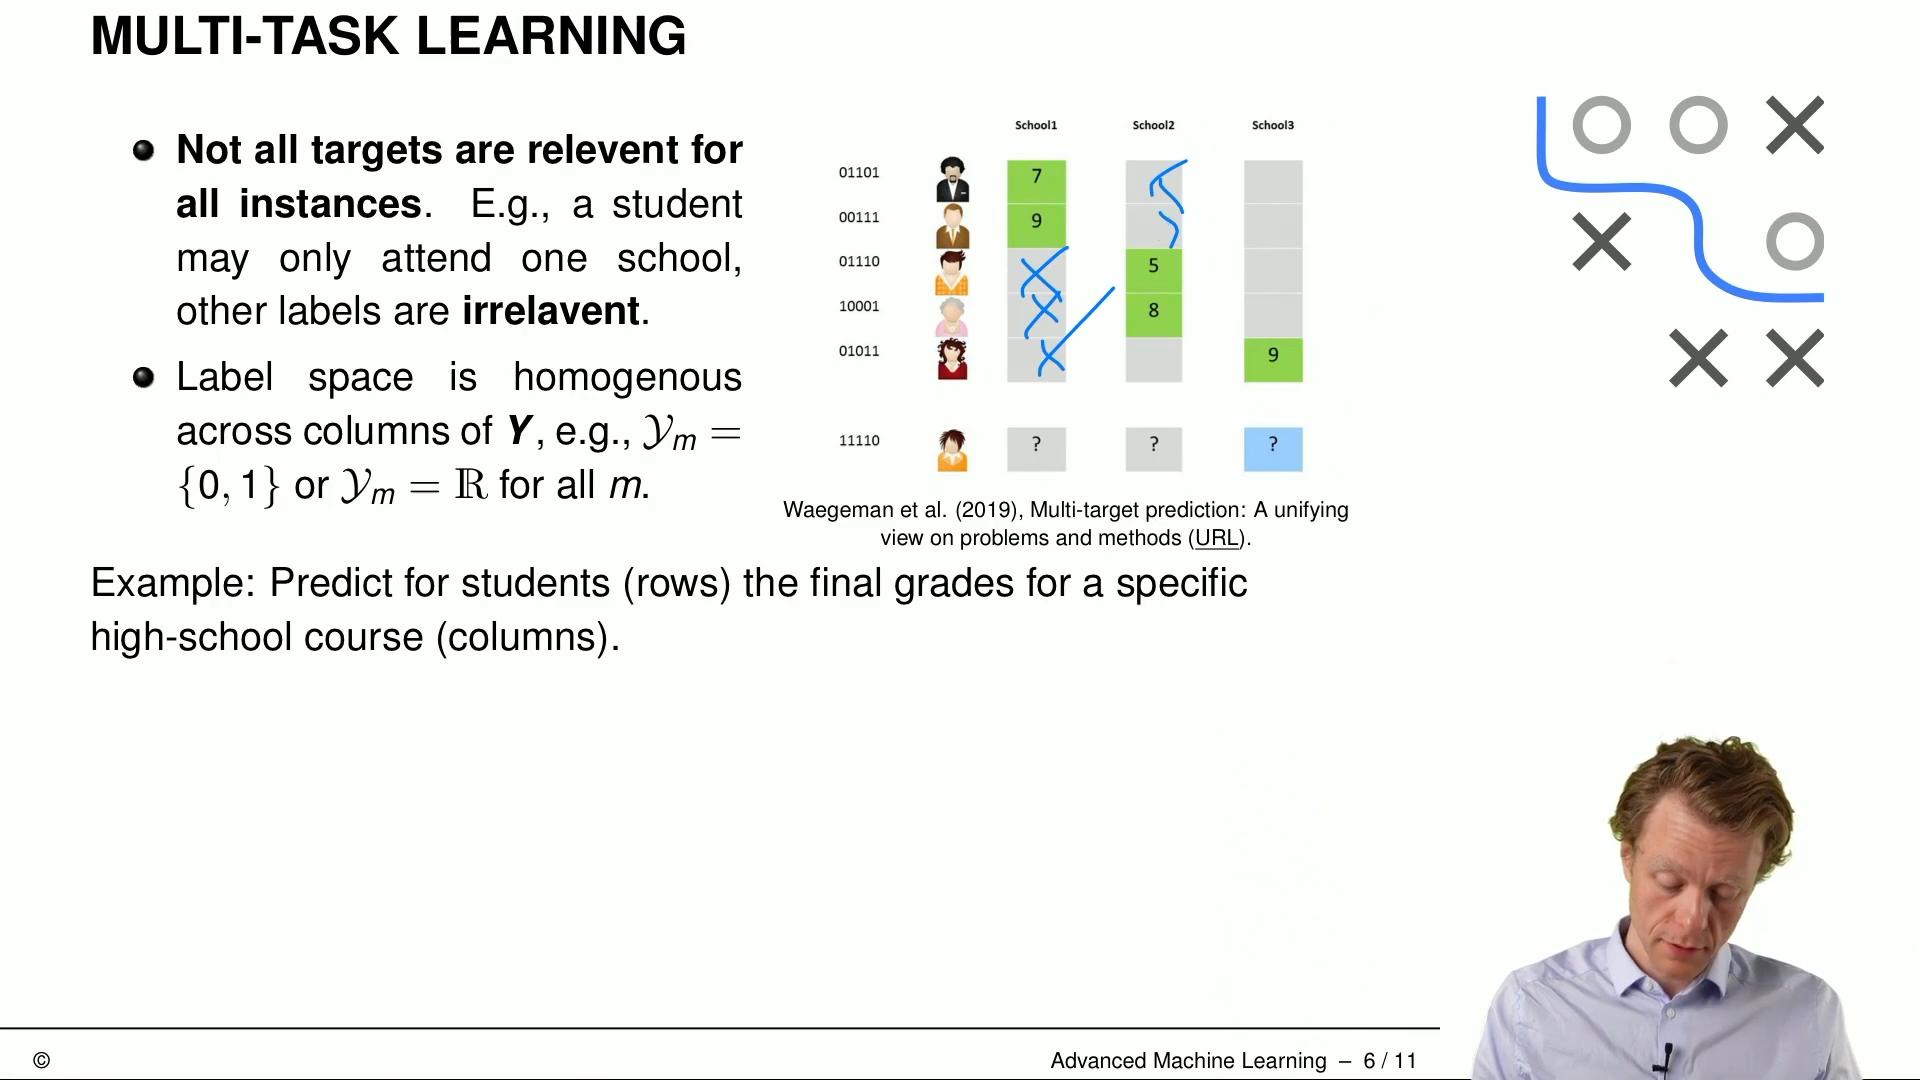 MULTI-TASK LEARNING
Not all targets are relevent for
all instances. E.g., a student
may only attend one school,
other labels are irrelavent.
Label space is homogenous
across columns of Y, e.g., 𝒴ₘ =
{0, 1} or 𝒴ₘ = ℝ for all m.
School1 School2 School3
01101 7
00111 9
01110 5
10001 8
01011 9
11110 ? ? ?
Waegeman et al. (2019), Multi-target prediction: A unifying
view on problems and methods (URL).
Example: Predict for students (rows) the final grades for a specific
high-school course (columns).
© Advanced Machine Learning – 6 / 11